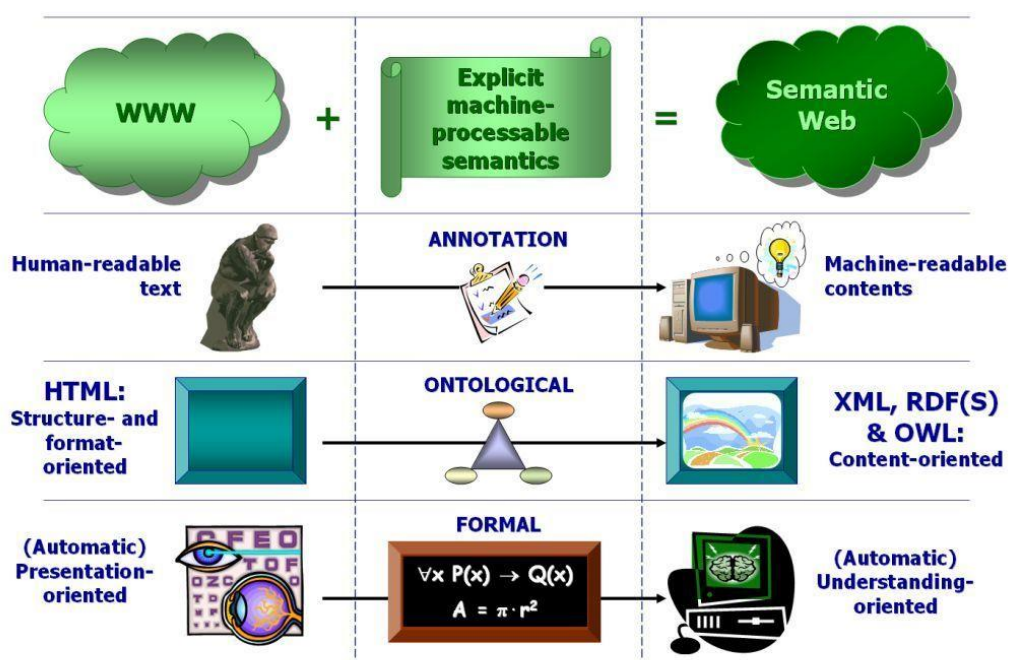 WWW
+
Explicit
machine-
processable
semantics
=
Semantic
Web
Human-readable
text
ANNOTATION
Machine-readable
contents
HTML:
Structure- and
format-
oriented
ONTOLOGICAL
XML, RDF(S)
& OWL:
Content-oriented
(Automatic)
Presentation-
oriented
FORMAL
∀x P(x) → Q(x)
A = π · r²
(Automatic)
Understanding-
oriented